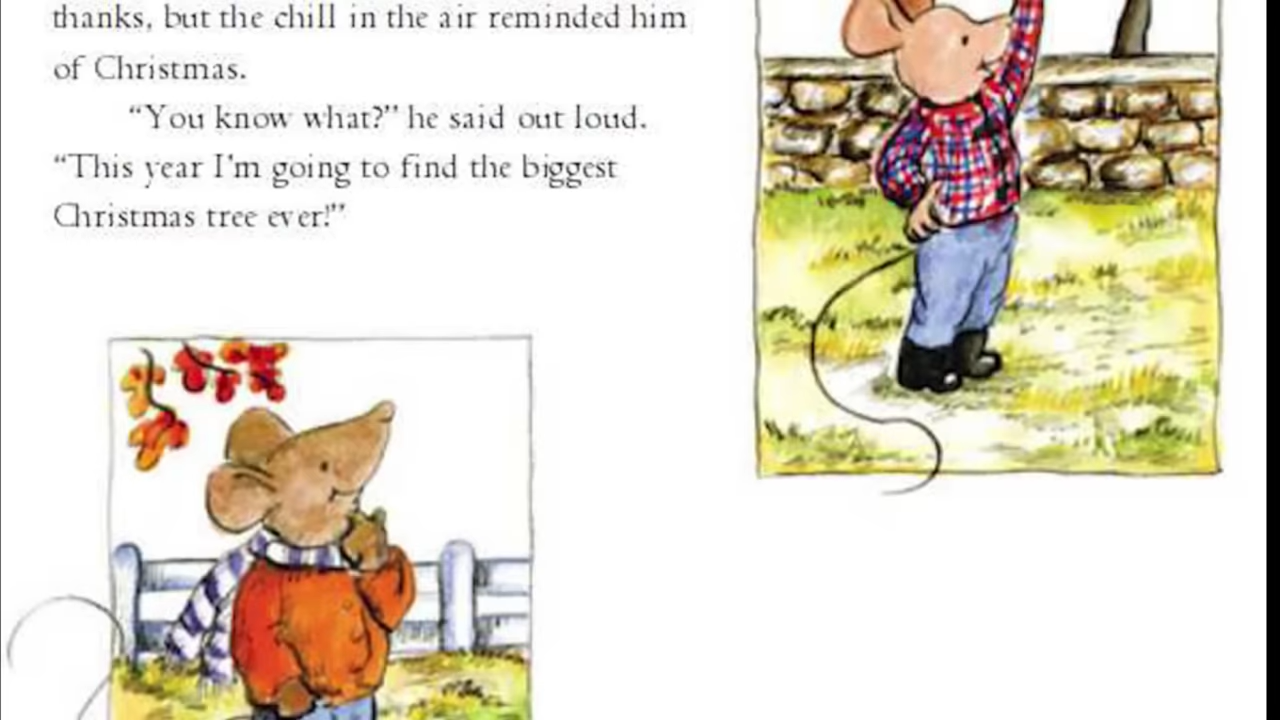 thanks, but the chill in the air reminded him
of Christmas.
“You know what?” he said out loud.
“This year I'm going to find the biggest
Christmas tree ever!”